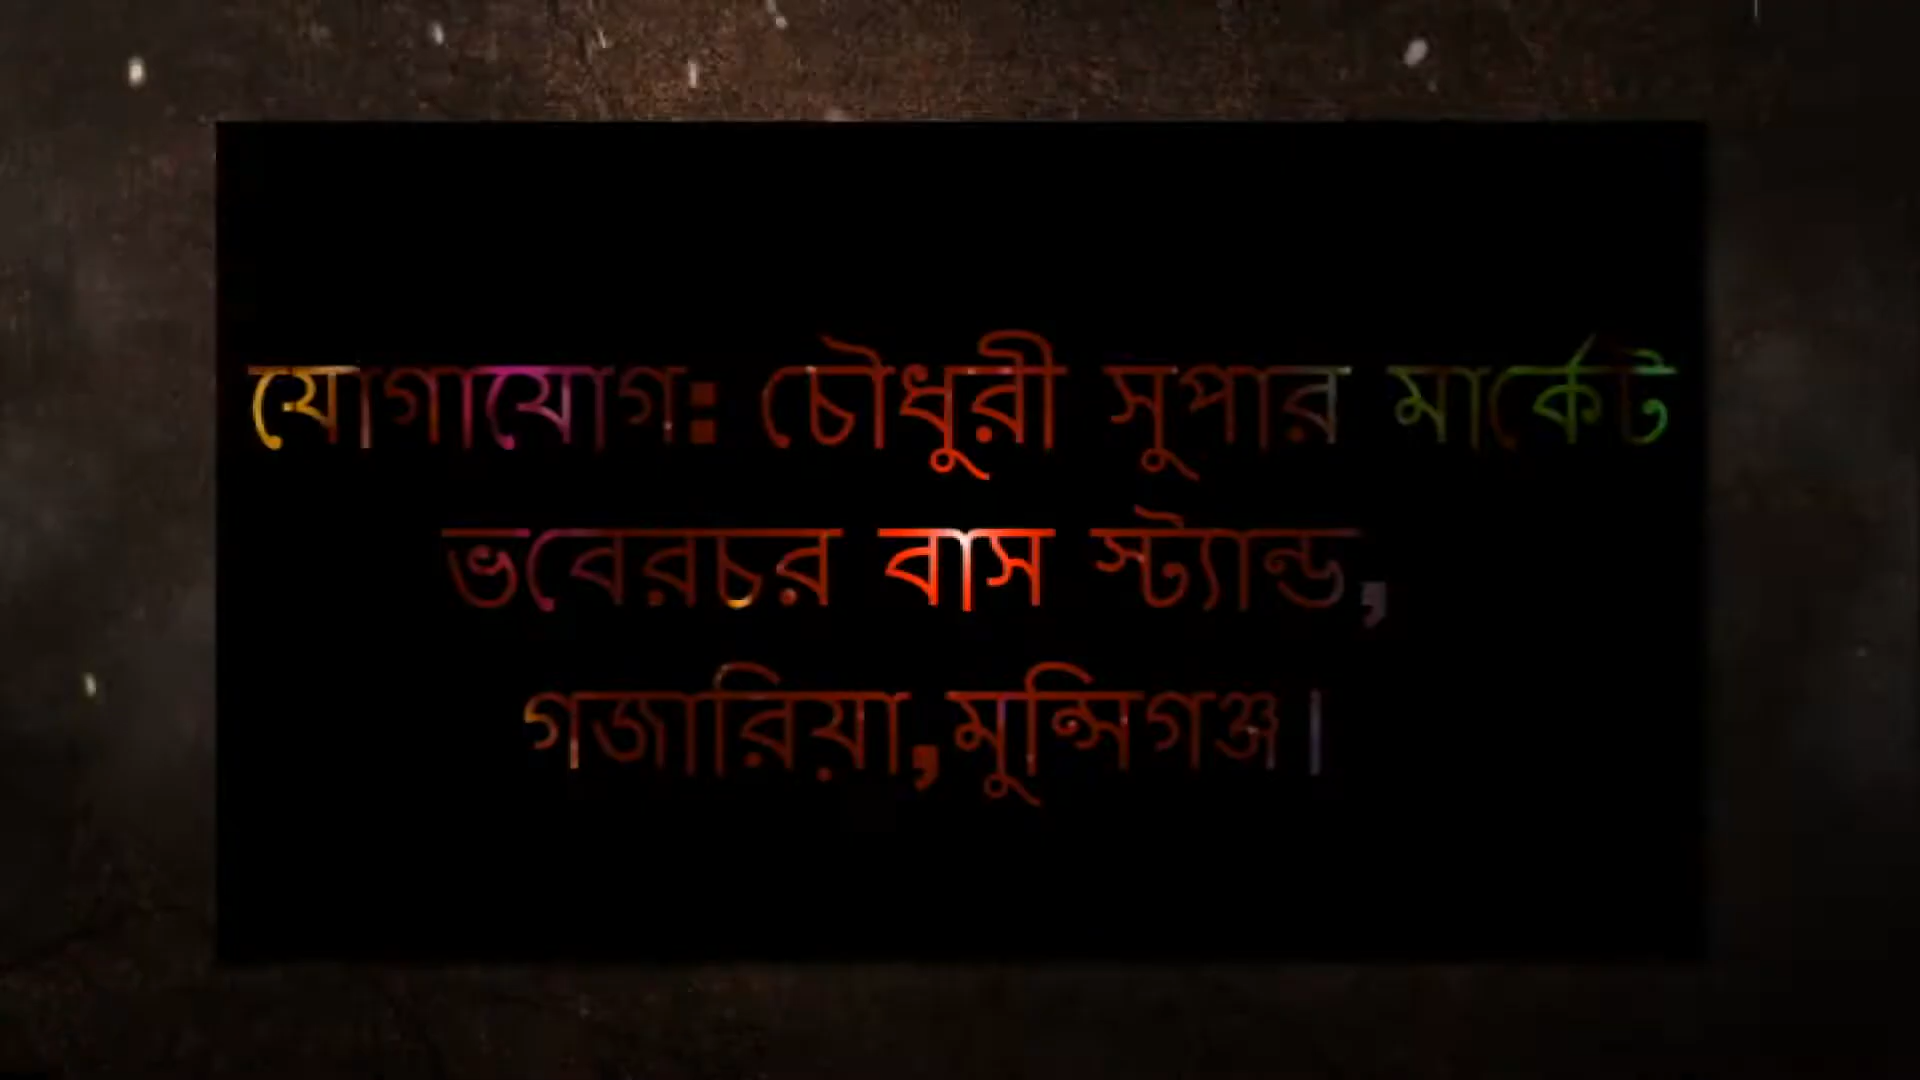 যোগাযোগ: চৌধুরী সুপার মার্কেট
ভবেরচর বাস স্ট্যান্ড,
গজারিয়া,মুন্সিগঞ্জ।